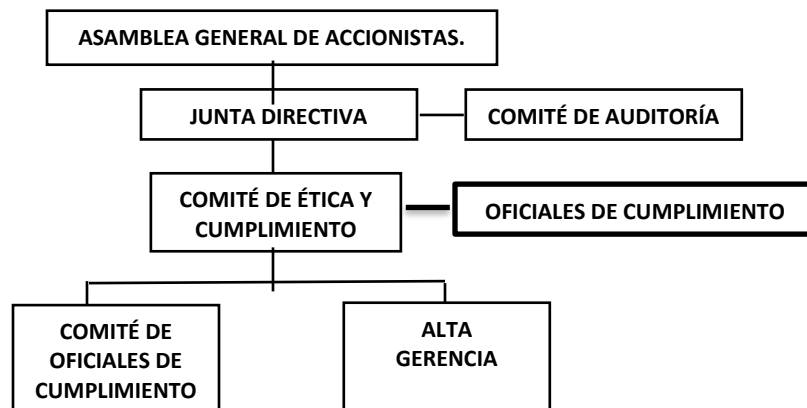 ASAMBLEA GENERAL DE ACCIONISTAS.
JUNTA DIRECTIVA
COMITÉ DE AUDITORÍA
COMITÉ DE ÉTICA Y
CUMPLIMIENTO
OFICIALES DE CUMPLIMIENTO
COMITÉ DE
OFICIALES DE
CUMPLIMIENTO
ALTA
GERENCIA